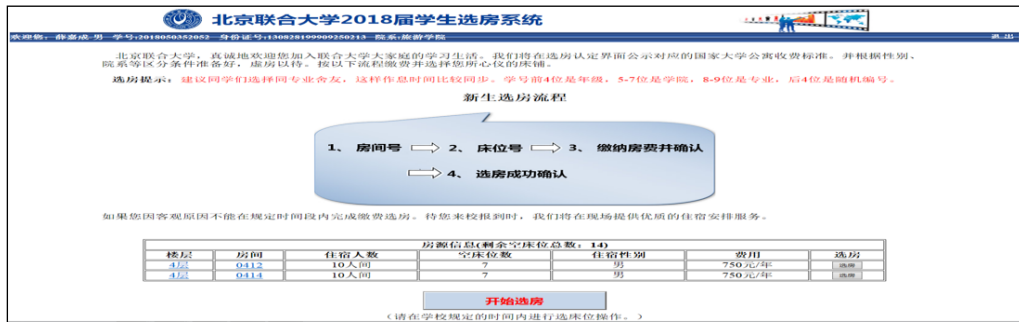 北京联合大学2018届学生选房系统
欢迎您：薛嘉成-男 学号:2018050352052 身份证号:130828199909250213 院系:旅游学院 退 出
北京联合大学，真诚地欢迎您加入联合大学大家庭的学习生活。我们将在选房认定界面公示对应的国家大学公寓收费标准。并根据性别、
院系等区分条件准备好，虚房以待。按以下流程缴费并选择您所心仪的床铺。
选房提示：建议同学们选择同专业舍友，这样作息时间比较同步。学号前4位是年级，5-7位是学院，8-9位是专业，后4位是随机编号。
新生选房流程
1、 房间号 2、 床位号 3、 缴纳房费并确认
4、 选房成功确认
如果您因客观原因不能在规定时间段内完成缴费选房。待您来校报到时，我们将在现场提供优质的住宿安排服务。
房源信息(剩余空床位总数：14)
楼层 房间 住宿人数 空床位数 住宿性别 费用 选房
4层 0412 10人间 7 男 750元/年 选房
4层 0414 10人间 7 男 750元/年 选房
开始选房
（请在学校规定的时间内进行选床位操作。）